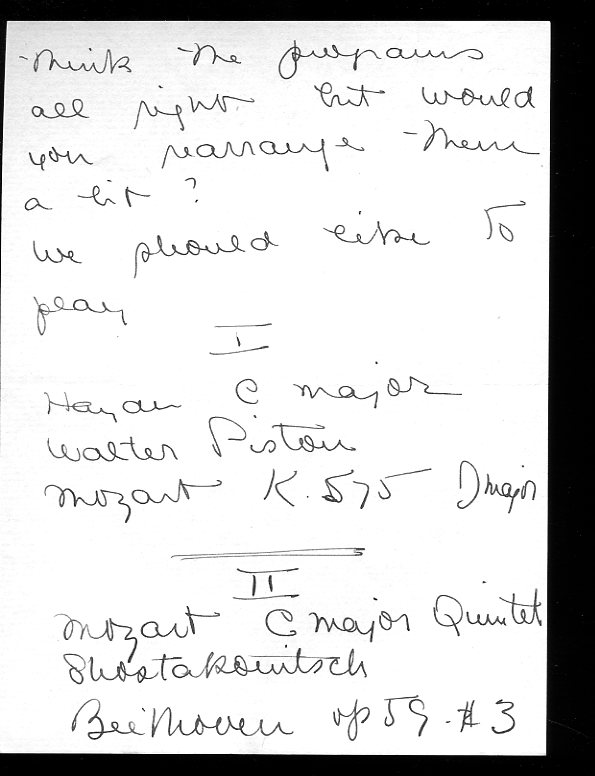 think the programs
all right but would
you rearrange them
a bit?
We should like to
play
I
Haydn C major
Walter Piston
Mozart K. 575 D major
II
Mozart C major Quintet
Shostakovitsch
Beethoven op 59 - # 3